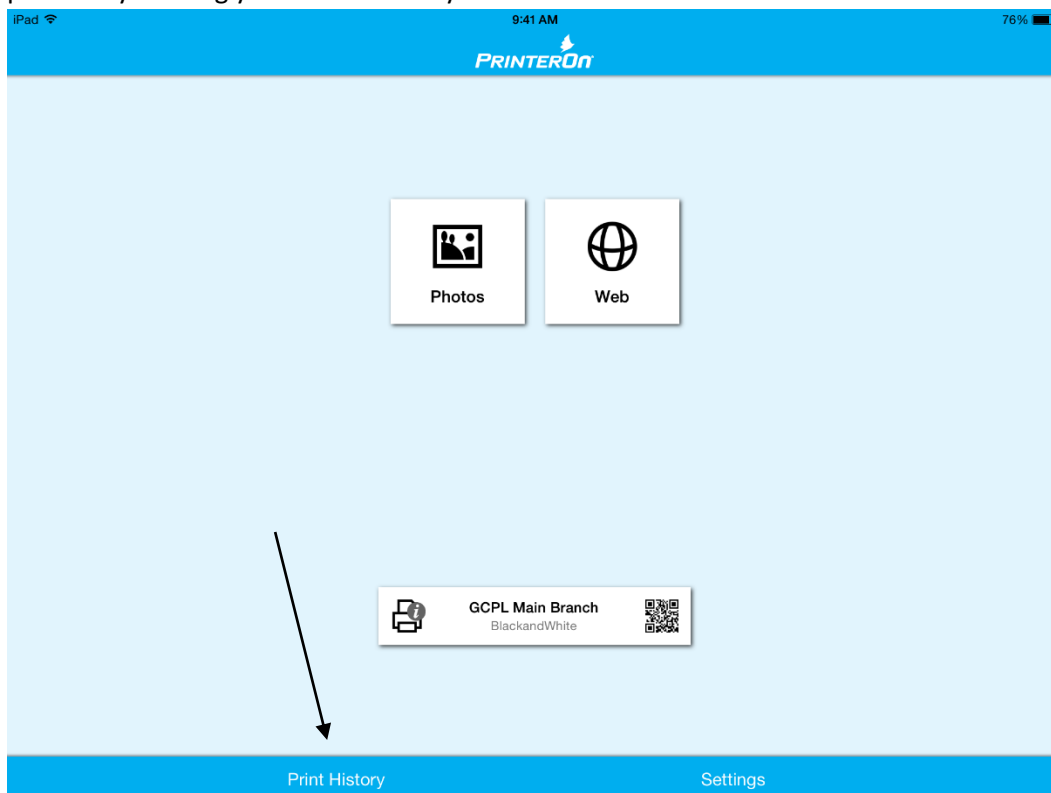 iPad 9:41 AM 76%
PRINTERON
Photos Web
GCPL Main Branch
BlackandWhite
Print History Settings